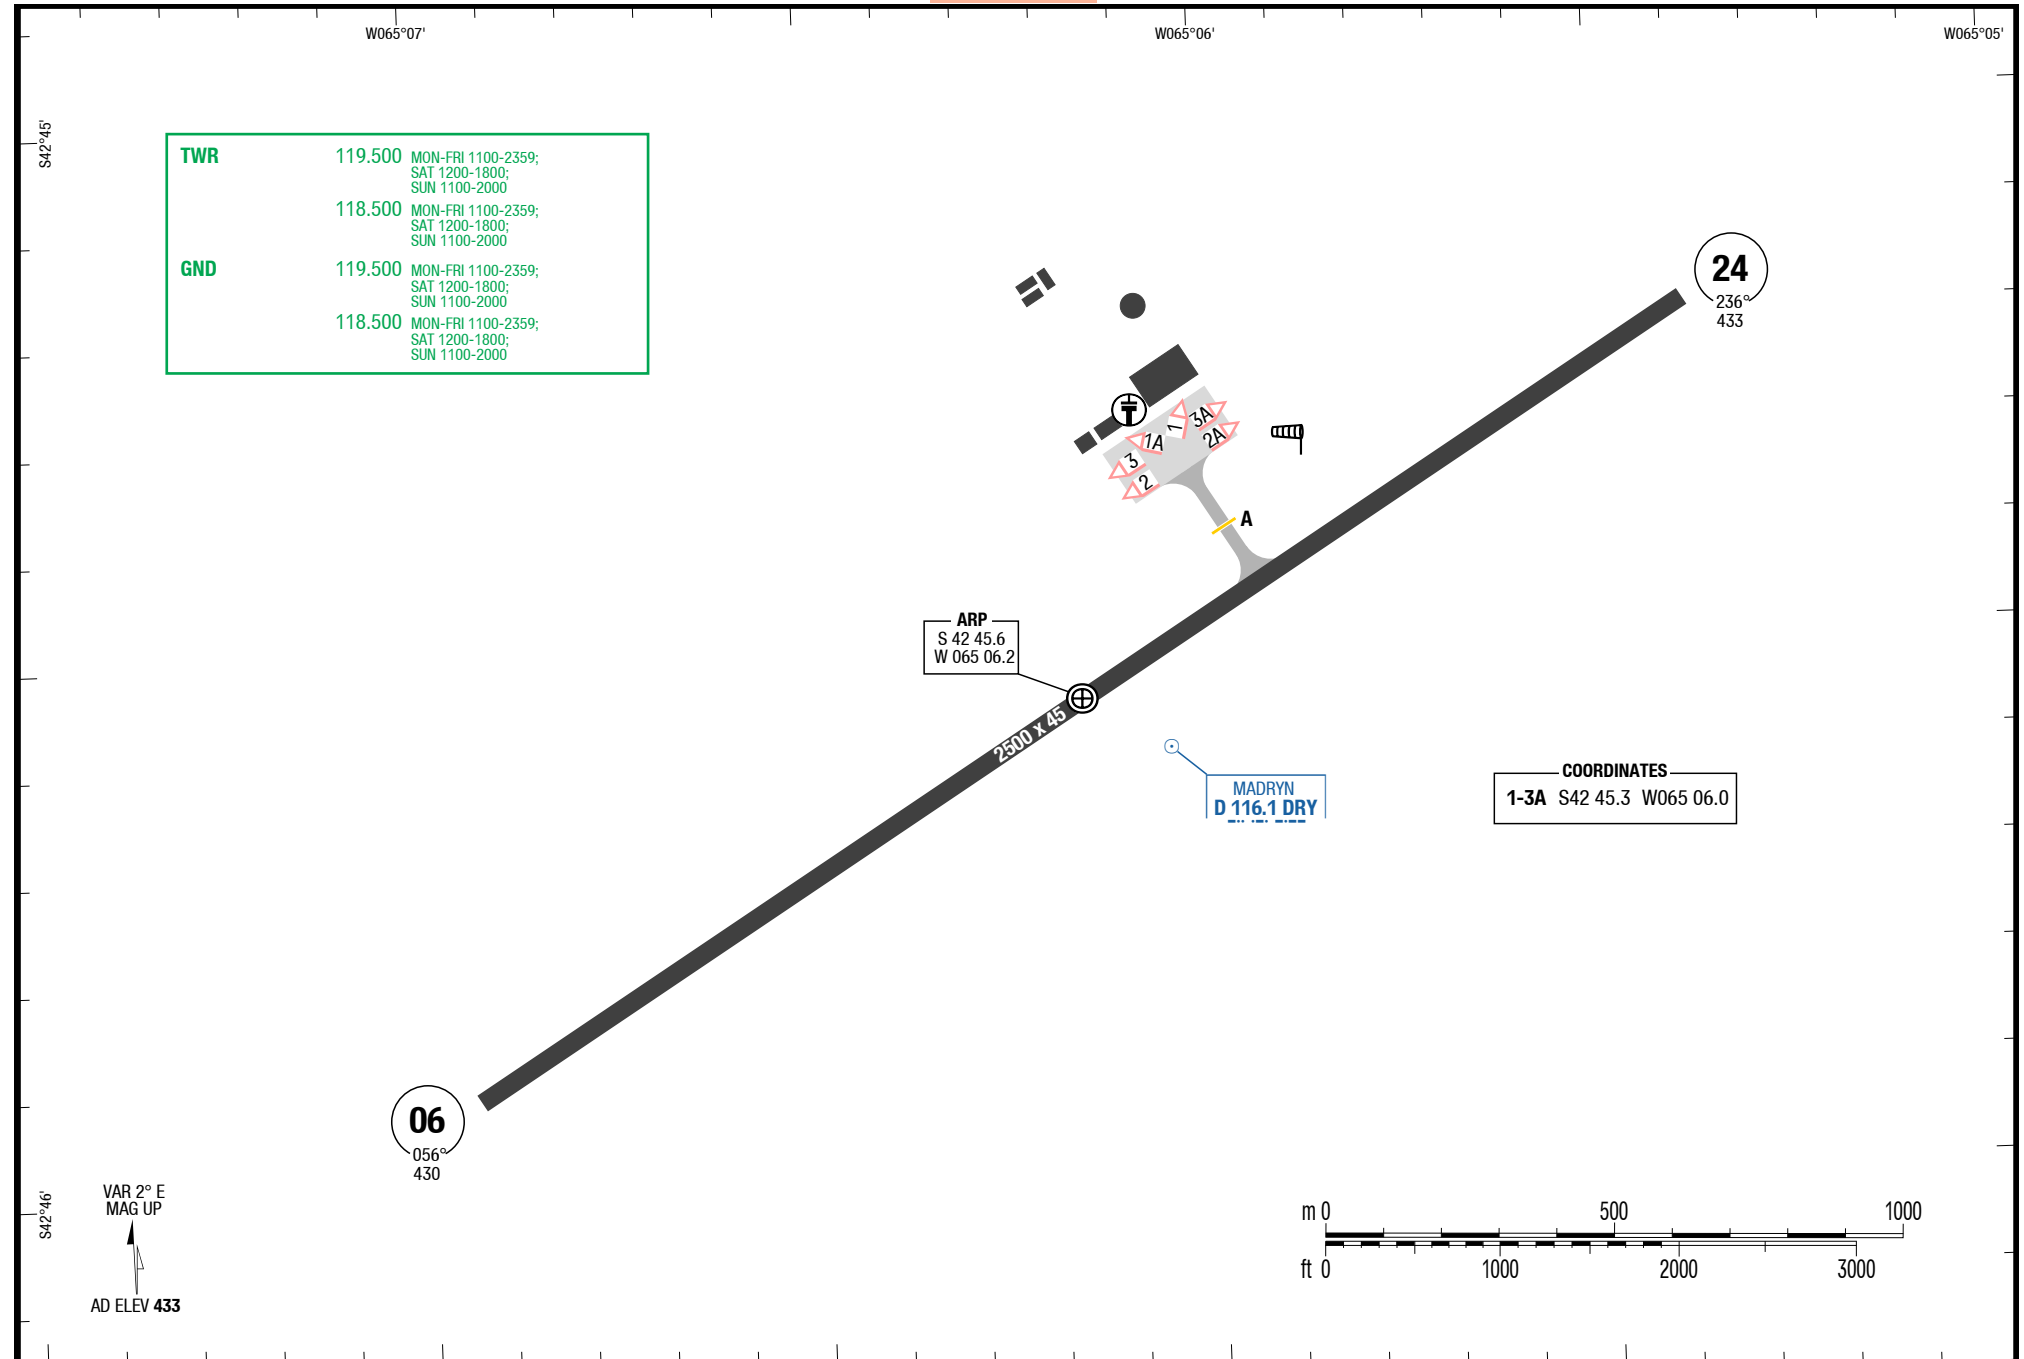 W065°07'
W065°06'
W065°05'
S42°45'
TWR 119.500 MON-FRI 1100-2359;
SAT 1200-1800;
SUN 1100-2000
118.500 MON-FRI 1100-2359;
SAT 1200-1800;
SUN 1100-2000
GND 119.500 MON-FRI 1100-2359;
SAT 1200-1800;
SUN 1100-2000
118.500 MON-FRI 1100-2359;
SAT 1200-1800;
SUN 1100-2000
24
236°
433
1A
1
3A
2A
3
2
A
ARP
S 42 45.6
W 065 06.2
2500 x 45
MADRYN
D 116.1 DRY
COORDINATES
1-3A S42 45.3 W065 06.0
06
056°
430
S42°46'
VAR 2° E
MAG UP
AD ELEV 433
m 0 500 1000
ft 0 1000 2000 3000